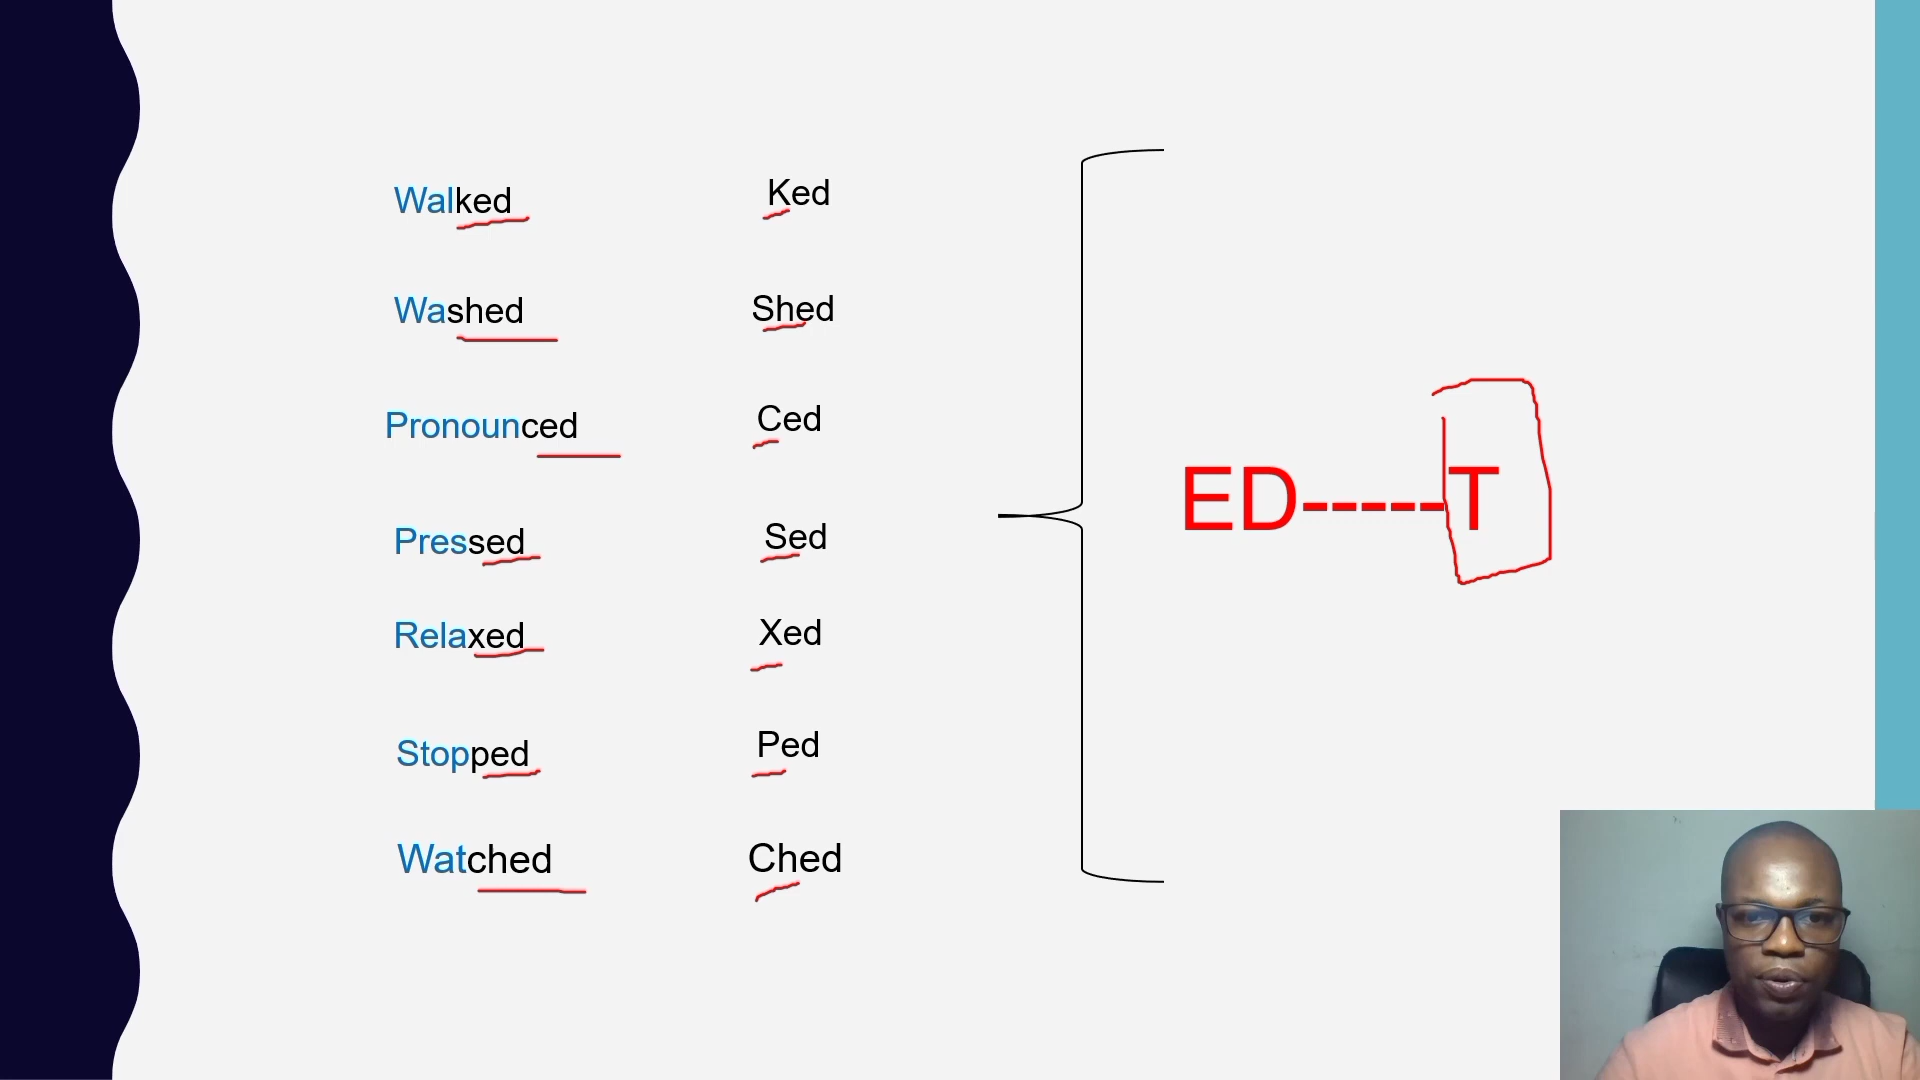 Walked Ked
Washed Shed
Pronounced Ced
Pressed Sed
ED-----T
Relaxed Xed
Stopped Ped
Watched Ched